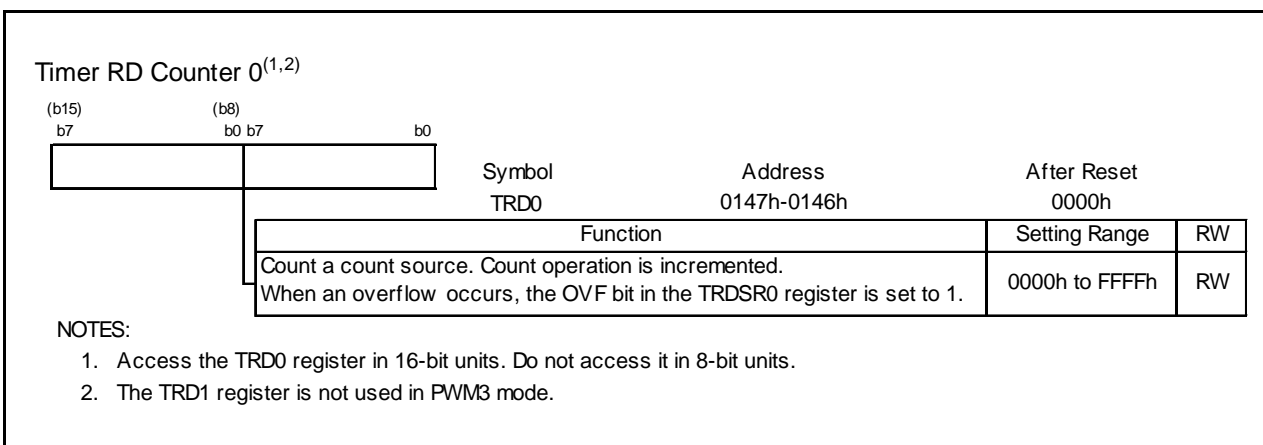 Timer RD Counter 0(1,2)
(b15) (b8)
b7 b0 b7 b0
Symbol Address After Reset
TRD0 0147h-0146h 0000h
Function Setting Range RW
Count a count source. Count operation is incremented.
When an overflow occurs, the OVF bit in the TRDSR0 register is set to 1.
0000h to FFFFh RW
NOTES:
1. Access the TRD0 register in 16-bit units. Do not access it in 8-bit units.
2. The TRD1 register is not used in PWM3 mode.